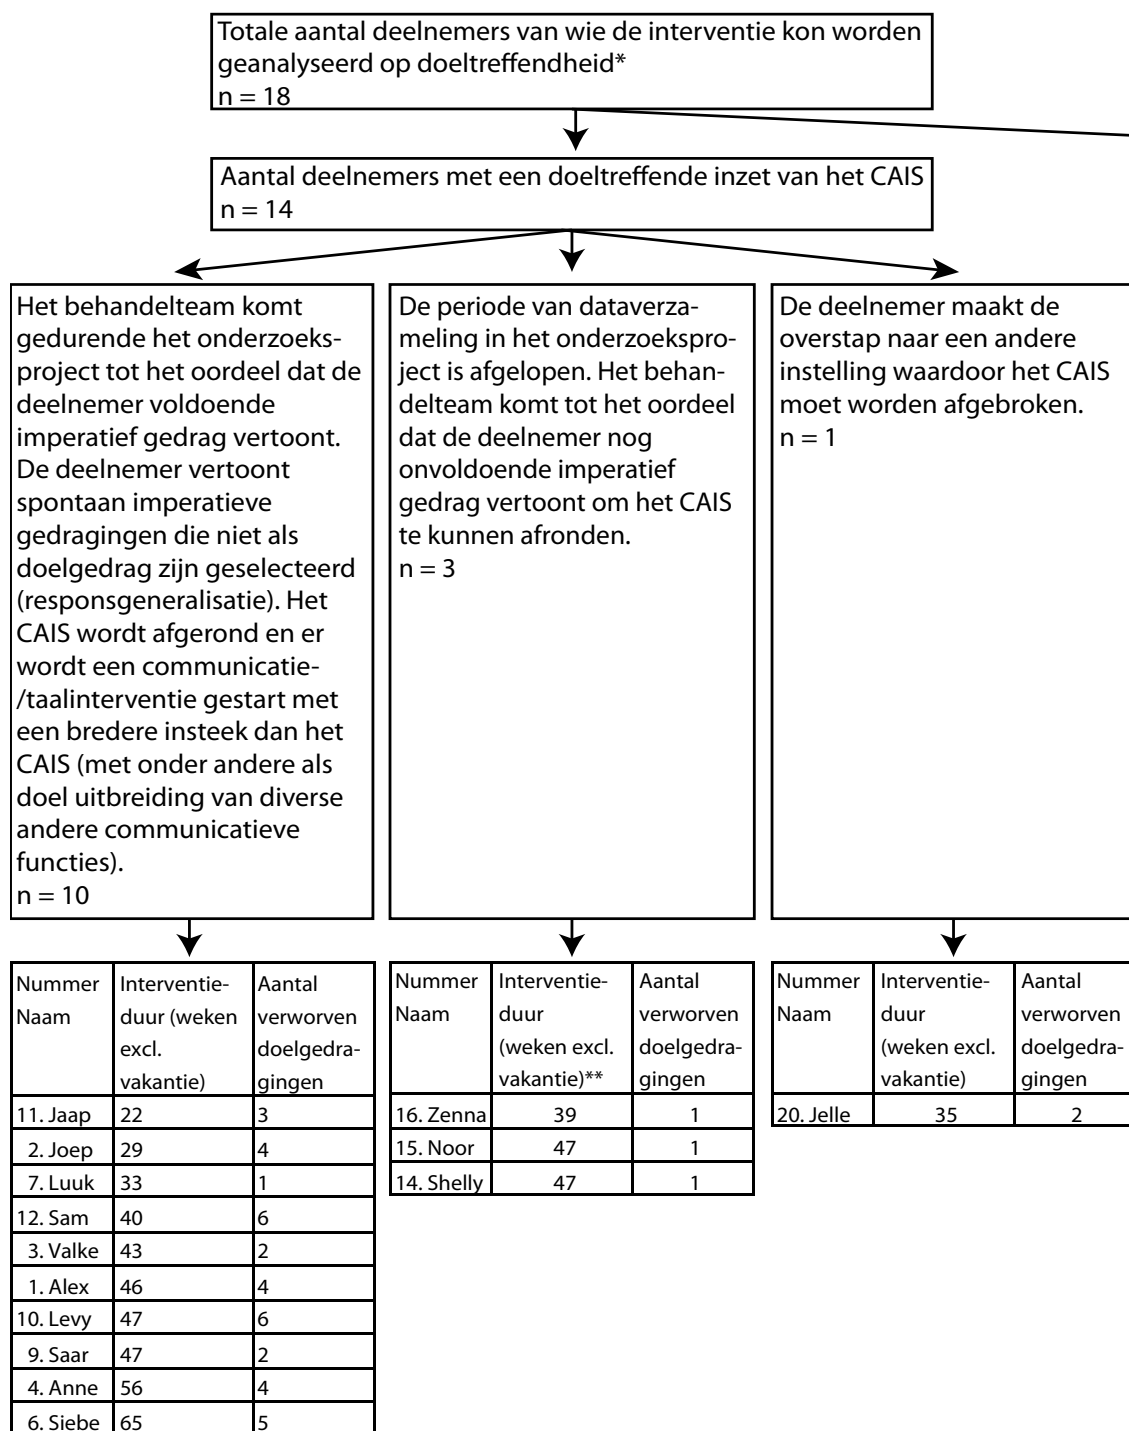 Totale aantal deelnemers van wie de interventie kon worden
geanalyseerd op doeltreffendheid*
n = 18
Aantal deelnemers met een doeltreffende inzet van het CAIS
n = 14
Het behandelteam komt
gedurende het onderzoeks-
project tot het oordeel dat de
deelnemer voldoende
imperatief gedrag vertoont.
De deelnemer vertoont
spontaan imperatieve
gedragingen die niet als
doelgedrag zijn geselecteerd
(responsgeneralisatie). Het
CAIS wordt afgerond en er
wordt een communicatie-
/taalinterventie gestart met
een bredere insteek dan het
CAIS (met onder andere als
doel uitbreiding van diverse
andere communicatieve
functies).
n = 10
De periode van dataverza-
meling in het onderzoekspro-
ject is afgelopen. Het behan-
delteam komt tot het oordeel
dat de deelnemer nog
onvoldoende imperatief
gedrag vertoont om het CAIS
te kunnen afronden.
n = 3
De deelnemer maakt de
overstap naar een andere
instelling waardoor het CAIS
moet worden afgebroken.
n = 1
Nummer Interventie- Aantal
Naam duur (weken verworven
excl. doelgedra-
vakantie) gingen
11. Jaap 22 3
2. Joep 29 4
7. Luuk 33 1
12. Sam 40 6
3. Valke 43 2
1. Alex 46 4
10. Levy 47 6
9. Saar 47 2
4. Anne 56 4
6. Siebe 65 5
Nummer Interventie- Aantal
Naam duur verworven
(weken excl. doelgedra-
vakantie)** gingen
16. Zenna 39 1
15. Noor 47 1
14. Shelly 47 1
Nummer Interventie- Aantal
Naam duur verworven
(weken excl. doelgedra-
vakantie) gingen
20. Jelle 35 2